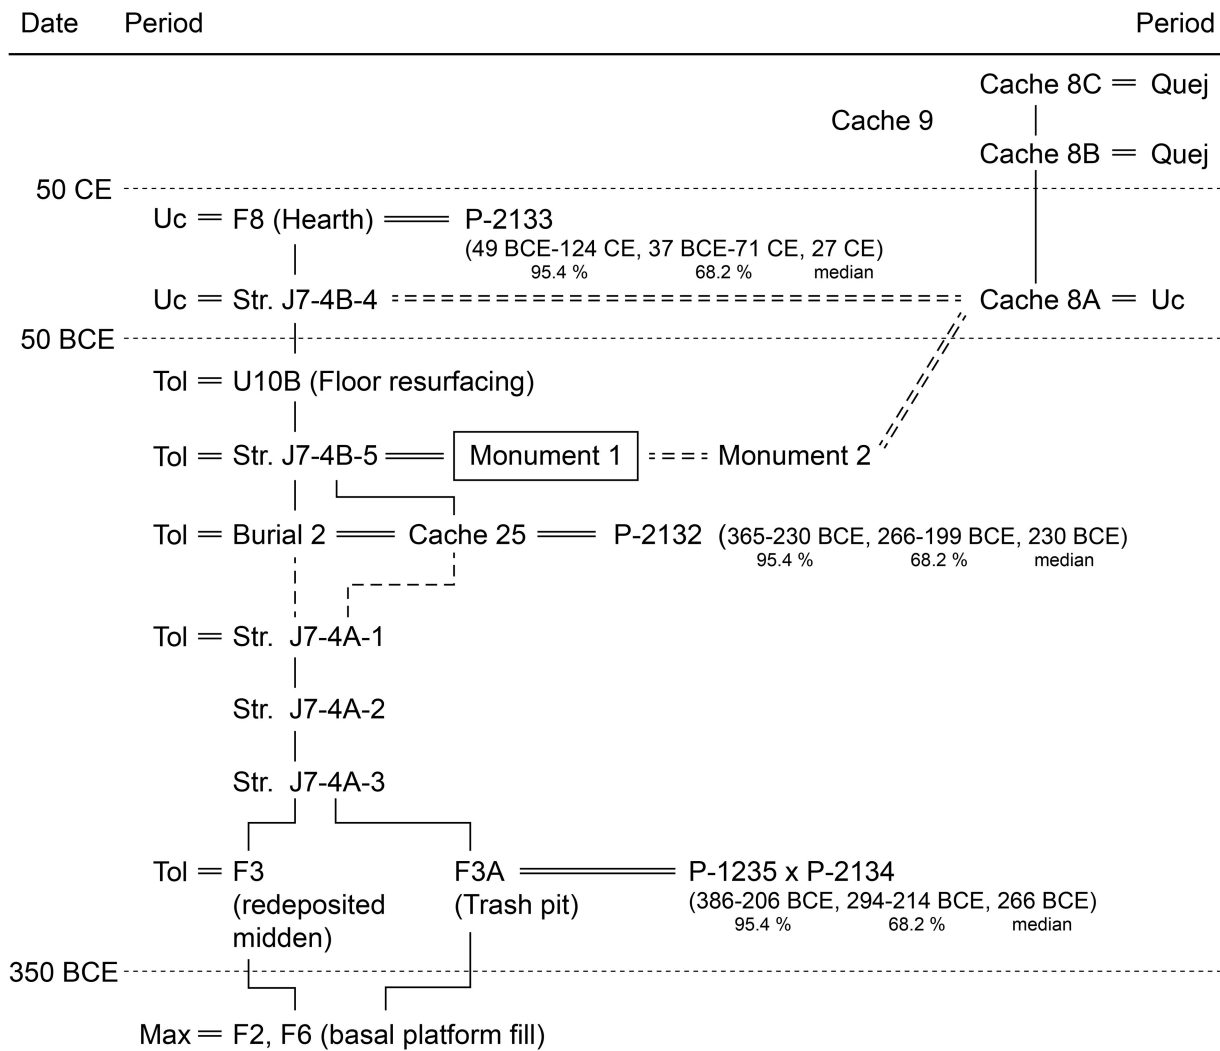 Date Period Period
Cache 8C = Quej
Cache 9
Cache 8B = Quej
50 CE
Uc = F8 (Hearth) = P-2133
(49 BCE-124 CE, 37 BCE-71 CE, 27 CE)
95.4 % 68.2 % median
Uc = Str. J7-4B-4 Cache 8A = Uc
50 BCE
Tol = U10B (Floor resurfacing)
Tol = Str. J7-4B-5 = Monument 1 Monument 2
Tol = Burial 2 = Cache 25 = P-2132 (365-230 BCE, 266-199 BCE, 230 BCE)
95.4 % 68.2 % median
Tol = Str. J7-4A-1
Str. J7-4A-2
Str. J7-4A-3
Tol = F3 F3A = P-1235 x P-2134
(redeposited (Trash pit) (386-206 BCE, 294-214 BCE, 266 BCE)
95.4 % 68.2 % median
midden)
350 BCE
Max = F2, F6 (basal platform fill)